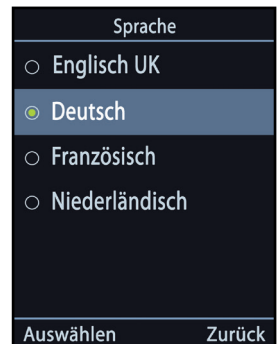 Sprache
Englisch UK
Deutsch
Französisch
Niederländisch
Auswählen Zurück